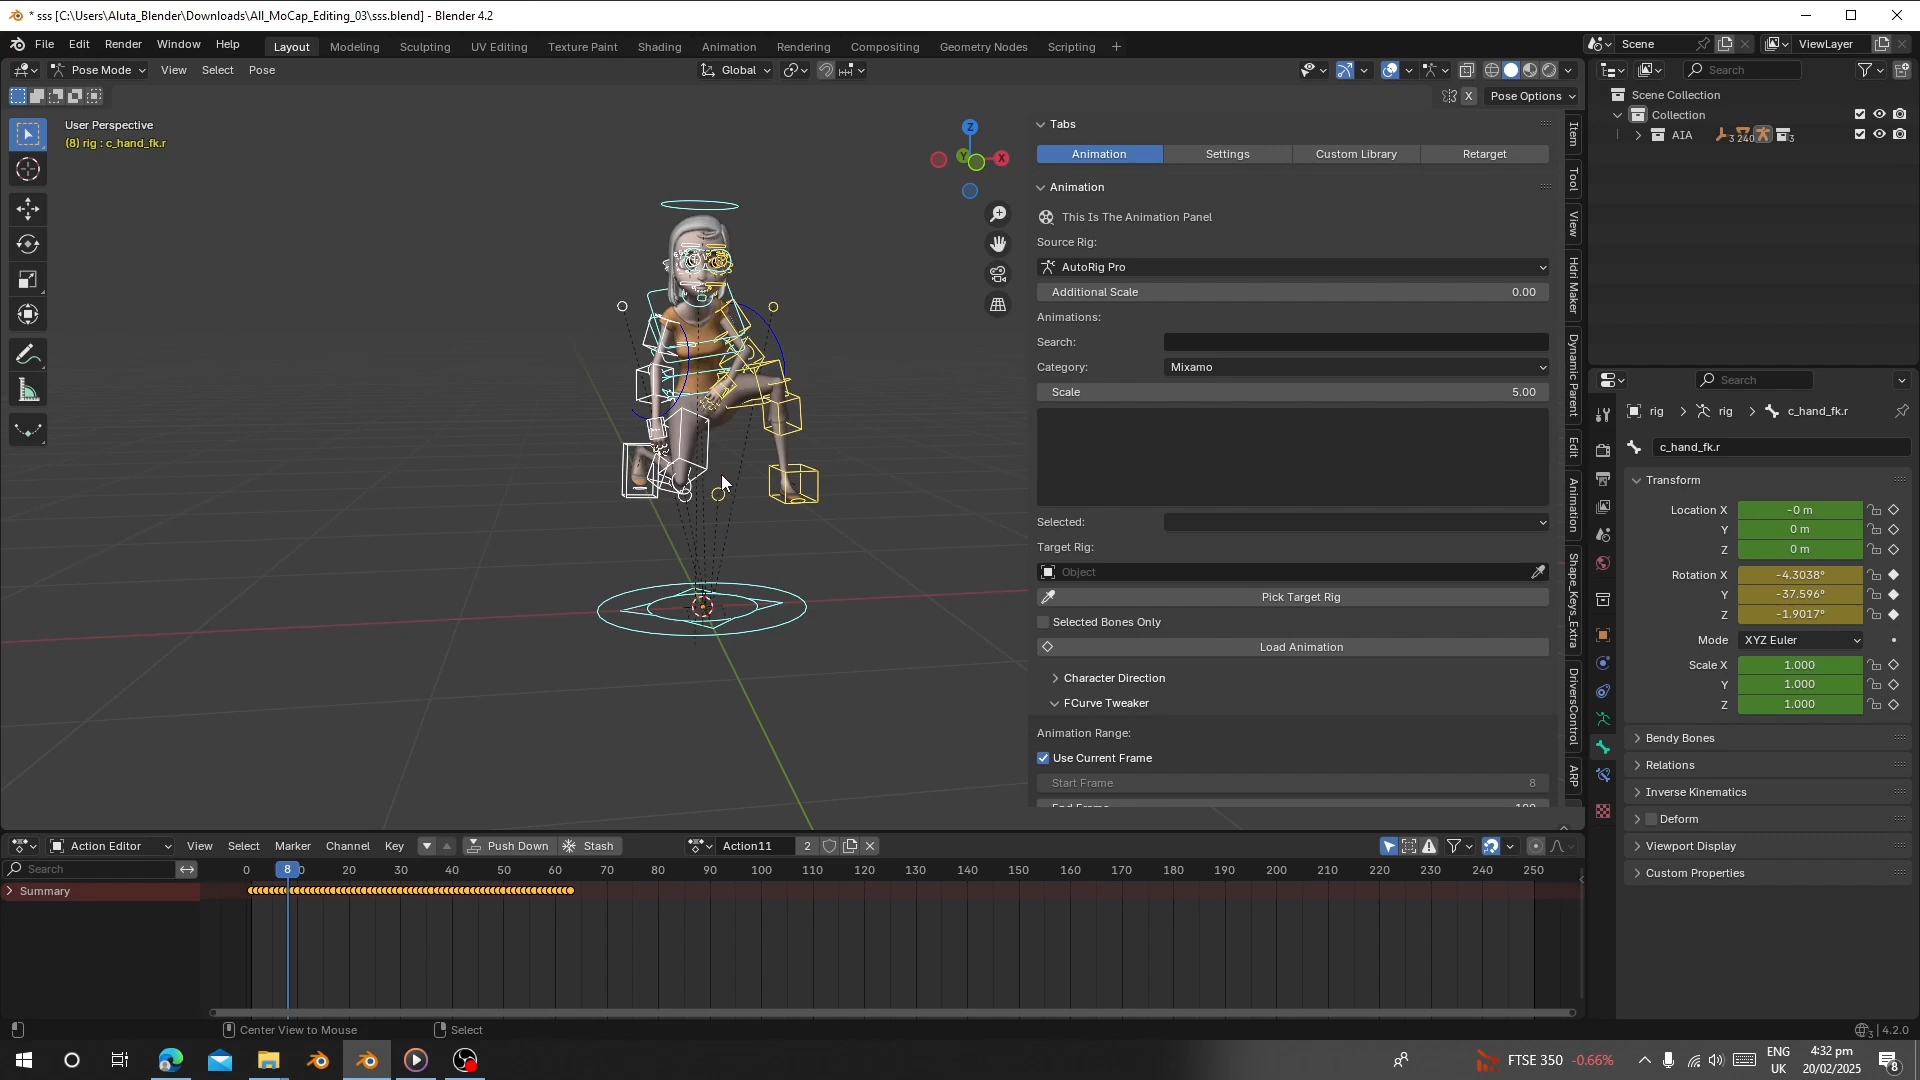 * sss [C:\Users\Aluta_Blender\Downloads\All_MoCap_Editing_03\sss.blend] - Blender 4.2
File Edit Render Window Help Layout Modeling Sculpting UV Editing Texture Paint Shading Animation Rendering Compositing Geometry Nodes Scripting + Scene ViewLayer
Pose Mode View Select Pose Global Search
X Pose Options
Scene Collection
Collection
AIA 3 240 3
User Perspective
(8) rig : c_hand_fk.r
Z
Y X
Tabs
Animation Settings Custom Library Retarget
Animation
This Is The Animation Panel
Source Rig:
AutoRig Pro
Additional Scale 0.00
Animations:
Search:
Category: Mixamo
Scale 5.00
Selected:
Target Rig:
Object
Pick Target Rig
Selected Bones Only
Load Animation
Character Direction
FCurve Tweaker
Animation Range:
Use Current Frame
Start Frame 8
End Frame 100
Item
Tool
View
Hdri Maker
Dynamic Parent
Edit
Animation
Shape_Keys_Extra
DriversControl
ARP
Search
rig rig c_hand_fk.r
c_hand_fk.r
Transform
Location X -0 m
Y 0 m
Z 0 m
Rotation X -4.3038°
Y -37.596°
Z -1.9017°
Mode XYZ Euler
Scale X 1.000
Y 1.000
Z 1.000
Bendy Bones
Relations
Inverse Kinematics
Deform
Viewport Display
Custom Properties
Action Editor View Select Marker Channel Key Push Down Stash Action11 2
Search 0 8 0 20 30 40 50 60 70 80 90 100 110 120 130 140 150 160 170 180 190 200 210 220 230 240 250
Summary
Center View to Mouse Select 3 4.2.0
FTSE 350 -0.66% ENG UK 4:32 pm 20/02/2025 8